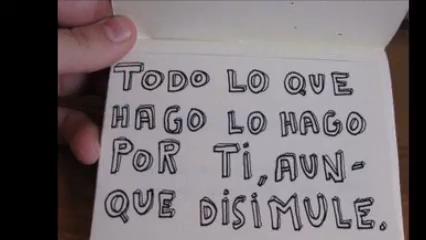 TODO LO QUE
HAGO LO HAGO
POR TI, AUN-
QUE DISIMULE.